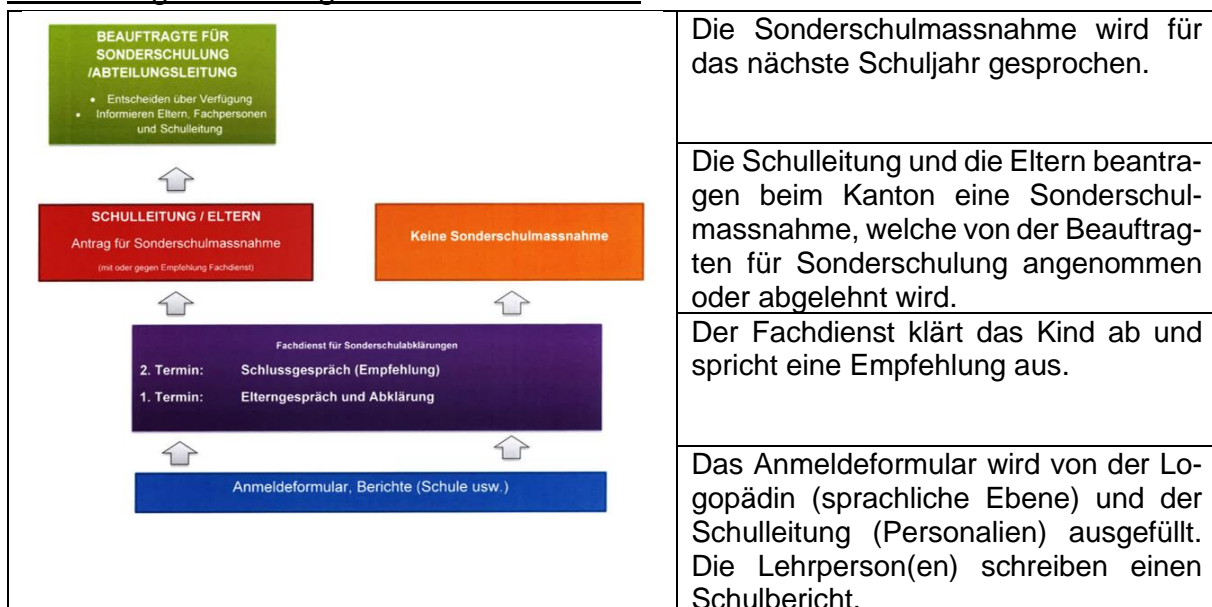 BEAUFTRAGTE FÜR
SONDERSCHULUNG
/ABTEILUNGSLEITUNG
• Entscheiden über Verfügung
• Informieren Eltern, Fachpersonen
und Schulleitung
Die Sonderschulmassnahme wird für
das nächste Schuljahr gesprochen.
SCHULLEITUNG / ELTERN
Antrag für Sonderschulmassnahme
(mit oder gegen Empfehlung Fachdienst)
Keine Sonderschulmassnahme
Die Schulleitung und die Eltern beantra-
gen beim Kanton eine Sonderschul-
massnahme, welche von der Beauftrag-
ten für Sonderschulung angenommen
oder abgelehnt wird.
Fachdienst für Sonderschulabklärungen
2. Termin: Schlussgespräch (Empfehlung)
1. Termin: Elterngespräch und Abklärung
Der Fachdienst klärt das Kind ab und
spricht eine Empfehlung aus.
Anmeldeformular, Berichte (Schule usw.)
Das Anmeldeformular wird von der Lo-
gopädin (sprachliche Ebene) und der
Schulleitung (Personalien) ausgefüllt.
Die Lehrperson(en) schreiben einen
Schulbericht.